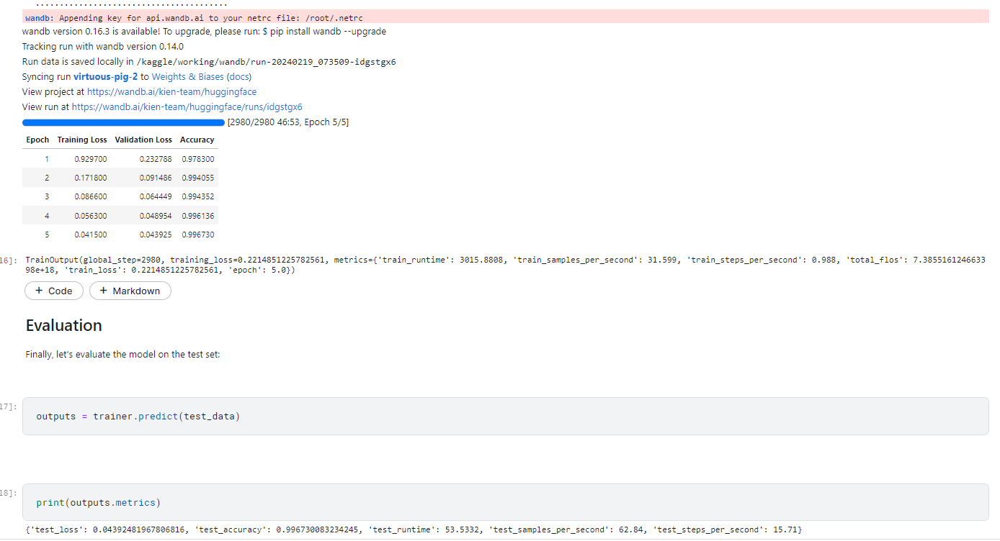 ......................................
wandb: Appending key for api.wandb.ai to your netrc file: /root/.netrc
wandb version 0.16.3 is available! To upgrade, please run: $ pip install wandb --upgrade
Tracking run with wandb version 0.14.0
Run data is saved locally in /kaggle/working/wandb/run-20240219_073509-idgstgx6
Syncing run virtuous-pig-2 to Weights & Biases (docs)
View project at https://wandb.ai/kien-team/huggingface
View run at https://wandb.ai/kien-team/huggingface/runs/idgstgx6
[2980/2980 46:53, Epoch 5/5]
Epoch Training Loss Validation Loss Accuracy
1 0.929700 0.232788 0.978300
2 0.171800 0.091486 0.994055
3 0.086600 0.064449 0.994352
4 0.056300 0.048954 0.996136
5 0.041500 0.043925 0.996730
16]: TrainOutput(global_step=2980, training_loss=0.2214851225782561, metrics={'train_runtime': 3015.8808, 'train_samples_per_second': 31.599, 'train_steps_per_second': 0.988, 'total_flos': 7.3855161246633
98e+18, 'train_loss': 0.2214851225782561, 'epoch': 5.0})
+ Code + Markdown
Evaluation
Finally, let's evaluate the model on the test set:
17]: outputs = trainer.predict(test_data)
18]: print(outputs.metrics)
{'test_loss': 0.04392481967806816, 'test_accuracy': 0.996730083234245, 'test_runtime': 53.5332, 'test_samples_per_second': 62.84, 'test_steps_per_second': 15.71}